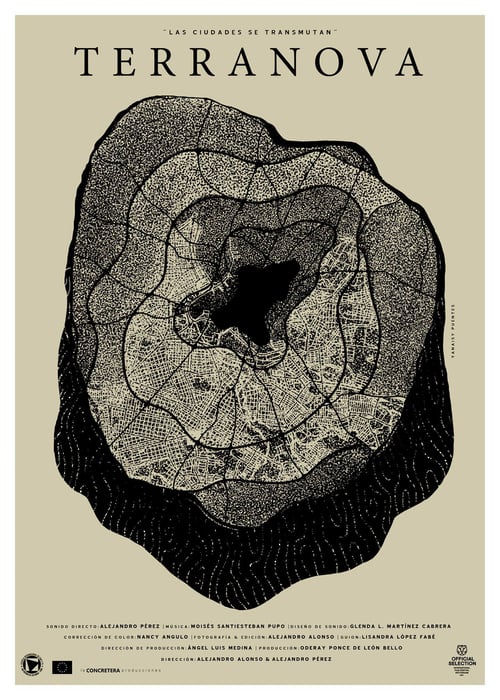 "LAS CIUDADES SE TRANSMUTAN"
TERRANOVA
YANAISY PUENTES
SONIDO DIRECTO: ALEJANDRO PÉREZ | MÚSICA: MOISÉS SANTIESTEBAN PUPO | DISEÑO DE SONIDO: GLENDA L. MARTÍNEZ CABRERA
CORRECCIÓN DE COLOR: NANCY ANGULO | FOTOGRAFÍA & EDICIÓN: ALEJANDRO ALONSO | GUION: LISANDRA LÓPEZ FABÉ
DIRECCIÓN DE PRODUCCIÓN: ÁNGEL LUIS MEDINA | PRODUCCIÓN: ODERAY PONCE DE LEÓN BELLO
DIRECCIÓN: ALEJANDRO ALONSO & ALEJANDRO PÉREZ
CONCRETERA producciones
OFFICIAL
SELECTION